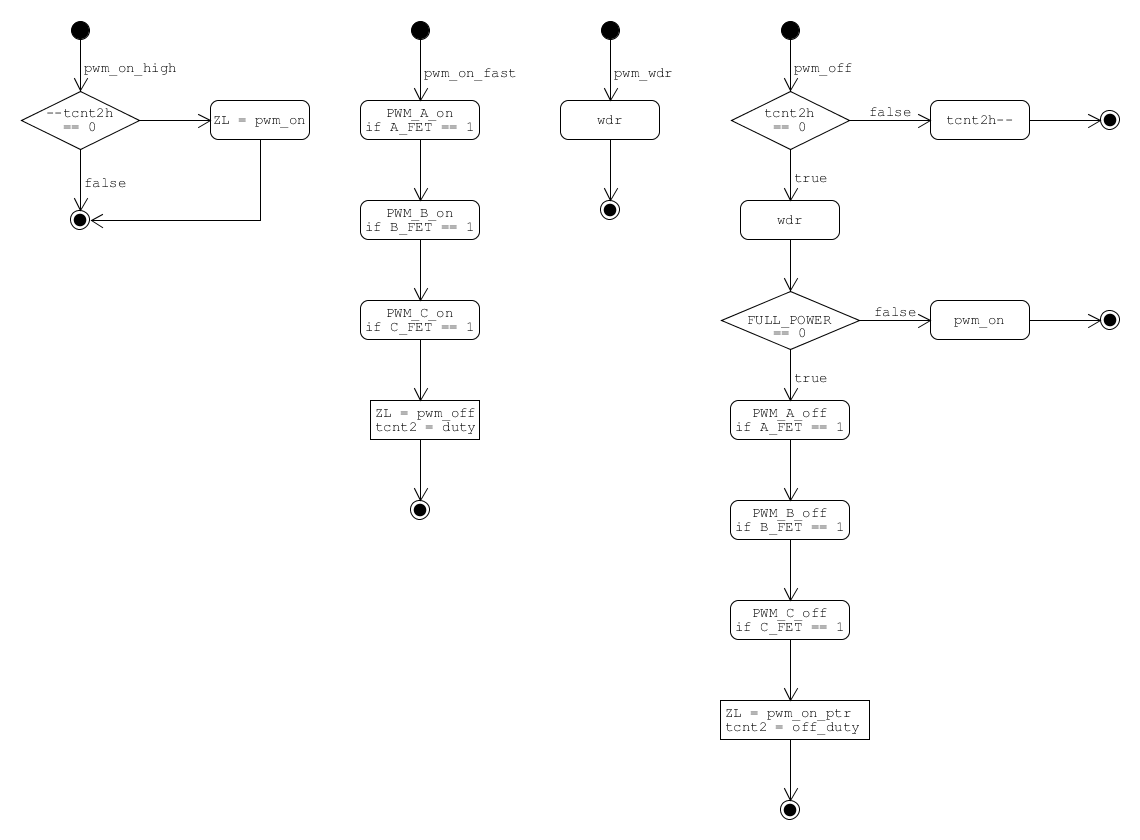 pwm_on_high
--tcnt2h
== 0
ZL = pwm_on
false
pwm_on_fast
PWM_A_on
if A_FET == 1
PWM_B_on
if B_FET == 1
PWM_C_on
if C_FET == 1
ZL = pwm_off
tcnt2 = duty
pwm_wdr
wdr
pwm_off
tcnt2h
== 0
false
tcnt2h--
true
wdr
FULL_POWER
== 0
false
pwm_on
true
PWM_A_off
if A_FET == 1
PWM_B_off
if B_FET == 1
PWM_C_off
if C_FET == 1
ZL = pwm_on_ptr
tcnt2 = off_duty